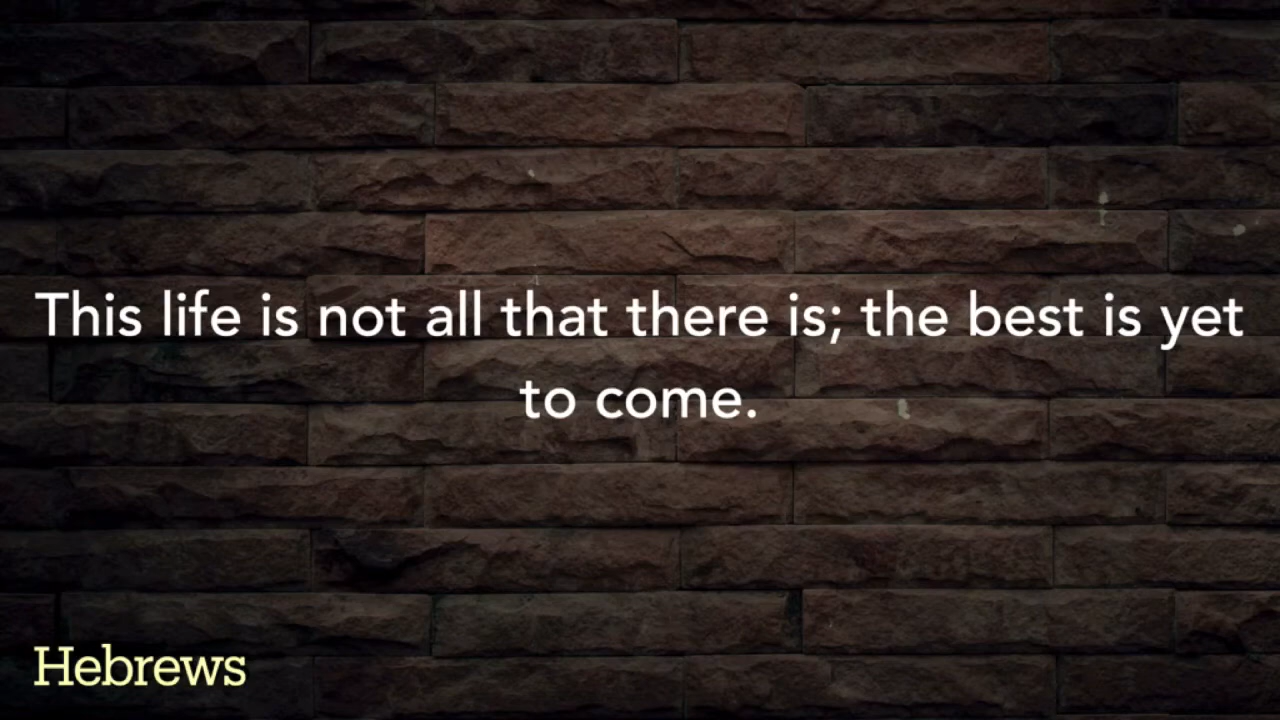 This life is not all that there is; the best is yet
to come.
Hebrews